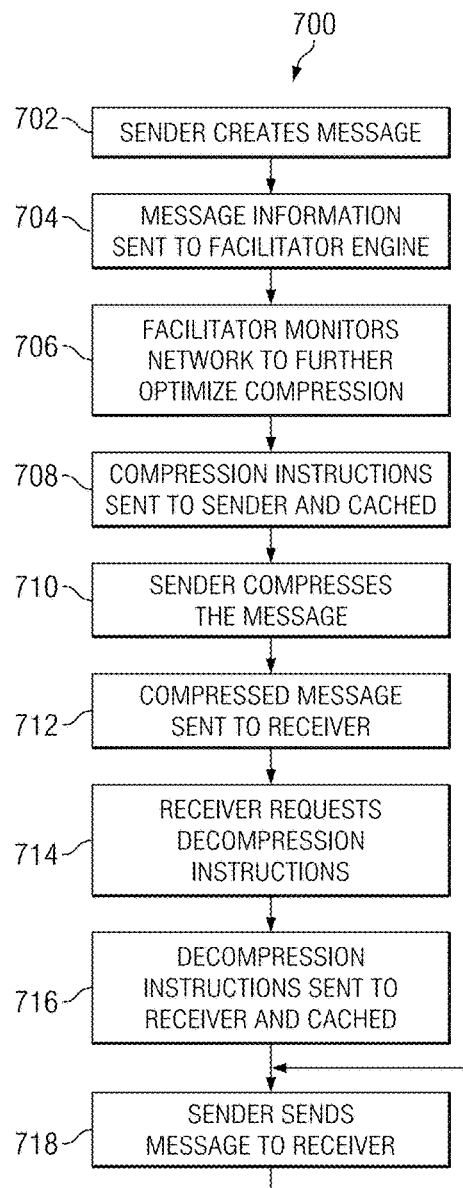 700
702
SENDER CREATES MESSAGE
704
MESSAGE INFORMATION
SENT TO FACILITATOR ENGINE
706
FACILITATOR MONITORS
NETWORK TO FURTHER
OPTIMIZE COMPRESSION
708
COMPRESSION INSTRUCTIONS
SENT TO SENDER AND CACHED
710
SENDER COMPRESSES
THE MESSAGE
712
COMPRESSED MESSAGE
SENT TO RECEIVER
714
RECEIVER REQUESTS
DECOMPRESSION
INSTRUCTIONS
716
DECOMPRESSION
INSTRUCTIONS SENT TO
RECEIVER AND CACHED
718
SENDER SENDS
MESSAGE TO RECEIVER